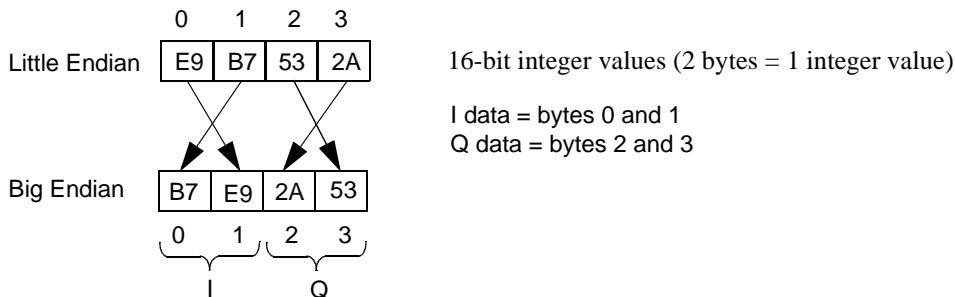 0 1 2 3
Little Endian E9 B7 53 2A
16-bit integer values (2 bytes = 1 integer value)
I data = bytes 0 and 1
Q data = bytes 2 and 3
Big Endian B7 E9 2A 53
0 1 2 3
I Q